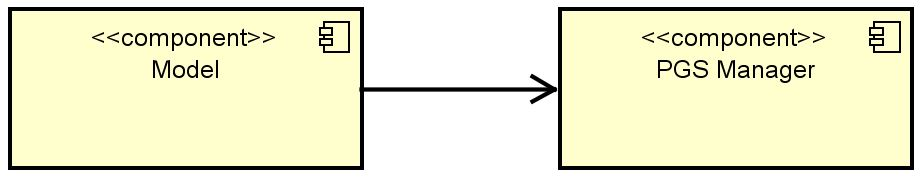 <<component>>
Model
<<component>>
PGS Manager